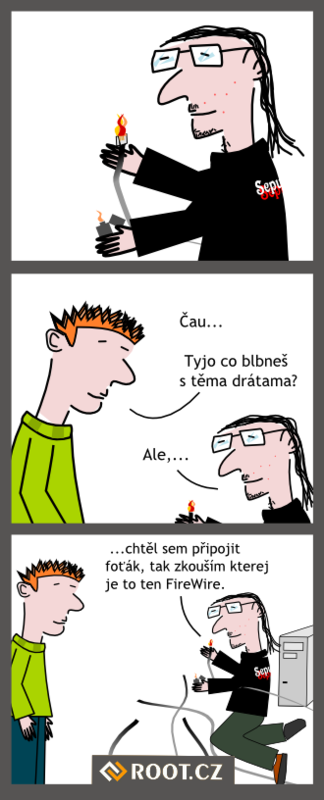 Sepu
Čau...
Tyjo co blbneš
s těma drátama?
Ale,...
...chtěl sem připojit
foťák, tak zkouším kterej
je to ten FireWire.
Sepu
ROOT.CZ